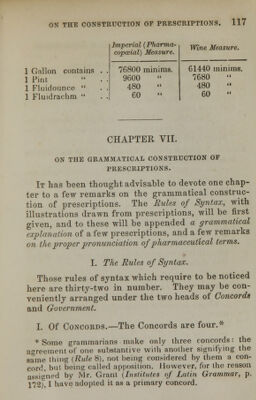 ON THE CONSTRUCTION OF PRESCRIPTIONS. 117
Imperial (Pharma- Wine Measure.
copœial) Measure.
1 Gallon contains . . 76800 minims. 61440 minims.
1 Pint " . . 9600 " 7680 "
1 Fluidounce " . . 480 " 480 "
1 Fluidrachm " . . 60 " 60 "
CHAPTER VII.
ON THE GRAMMATICAL CONSTRUCTION OF
PRESCRIPTIONS.
It has been thought advisable to devote one chap-
ter to a few remarks on the grammatical construc-
tion of prescriptions. The Rules of Syntax, with
illustrations drawn from prescriptions, will be first
given, and to these will be appended a grammatical
explanation of a few prescriptions, and a few remarks
on the proper pronunciation of pharmaceutical terms.
I. The Rules of Syntax.
Those rules of syntax which require to be noticed
here are thirty-two in number. They may be con-
veniently arranged under the two heads of Concords
and Government.
I. Of Concords.—The Concords are four.*
* Some grammarians make only three concords: the
agreement of one substantive with another signifying the
same thing (Rule 8), not being considered by them a con-
cord, but being called apposition. However, for the reason
assigned by Mr. Grant (Institutes of Latin Grammar, p.
172), I have adopted it as a primary concord.